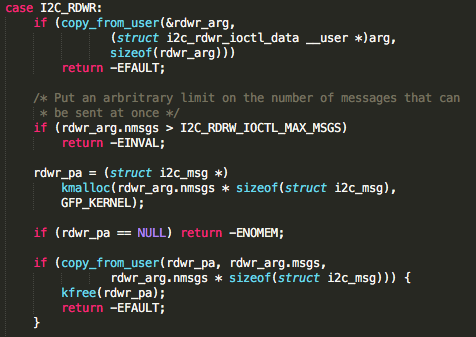 case I2C_RDWR:
if (copy_from_user(&rdwr_arg,
(struct i2c_rdwr_ioctl_data __user *)arg,
sizeof(rdwr_arg)))
return -EFAULT;
/* Put an arbritrary limit on the number of messages that can
* be sent at once */
if (rdwr_arg.nmsgs > I2C_RDRW_IOCTL_MAX_MSGS)
return -EINVAL;
rdwr_pa = (struct i2c_msg *)
kmalloc(rdwr_arg.nmsgs * sizeof(struct i2c_msg),
GFP_KERNEL);
if (rdwr_pa == NULL) return -ENOMEM;
if (copy_from_user(rdwr_pa, rdwr_arg.msgs,
rdwr_arg.nmsgs * sizeof(struct i2c_msg))) {
kfree(rdwr_pa);
return -EFAULT;
}